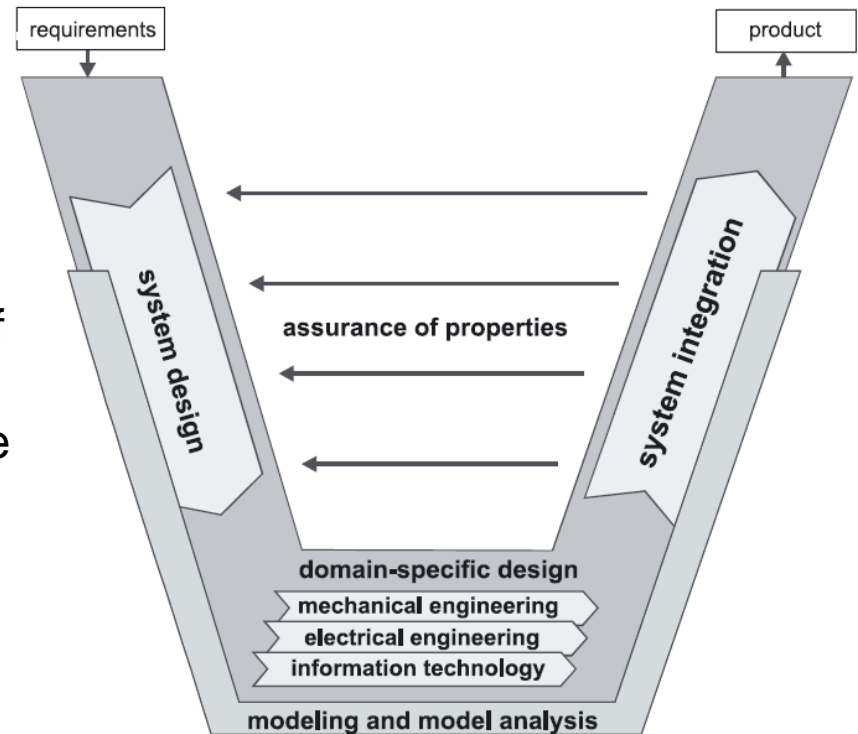 requirements
product
system design
system integration
assurance of properties
domain-specific design
mechanical engineering
electrical engineering
information technology
modeling and model analysis